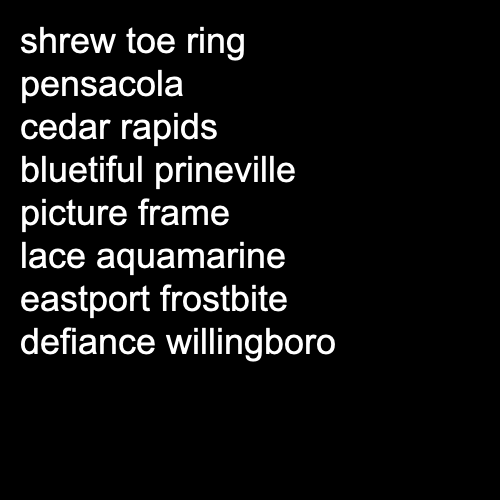 shrew toe ring
pensacola
cedar rapids
bluetiful prineville
picture frame
lace aquamarine
eastport frostbite
defiance willingboro